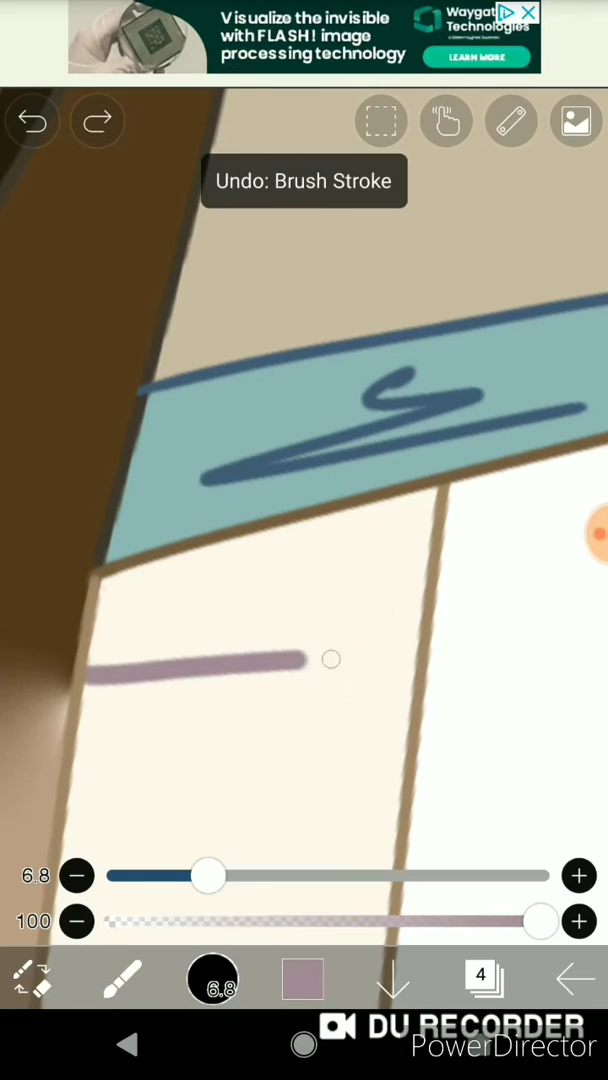 Visualize the invisible
with FLASH! image
processing technology
Waygat
Technologies
LEARN MORE
Undo: Brush Stroke
6.8
100
6.8
4
DU RECORDER
PowerDirector